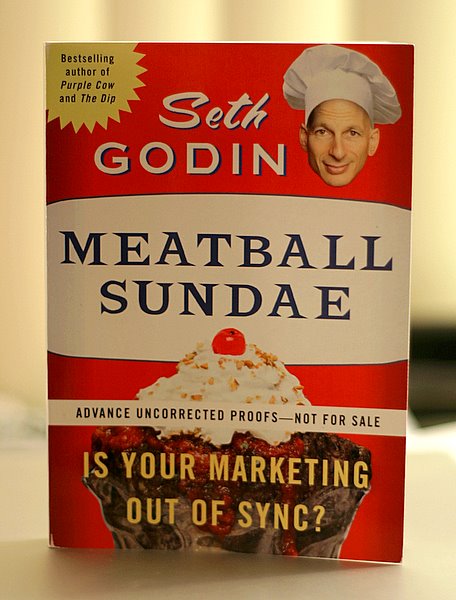 Bestselling
author of
Purple Cow
and The Dip
Seth
GODIN
MEATBALL
SUNDAE
ADVANCE UNCORRECTED PROOFS—NOT FOR SALE
IS YOUR MARKETING
OUT OF SYNC?